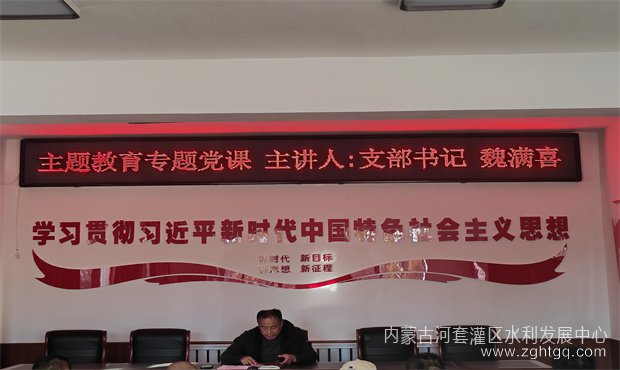 主题教育专题党课 主讲人:支部书记 魏满喜
学习贯彻习近平新时代中国特色社会主义思想
新时代 新目标
新思想 新征程
内蒙古河套灌区水利发展中心
www.zghtgq.com